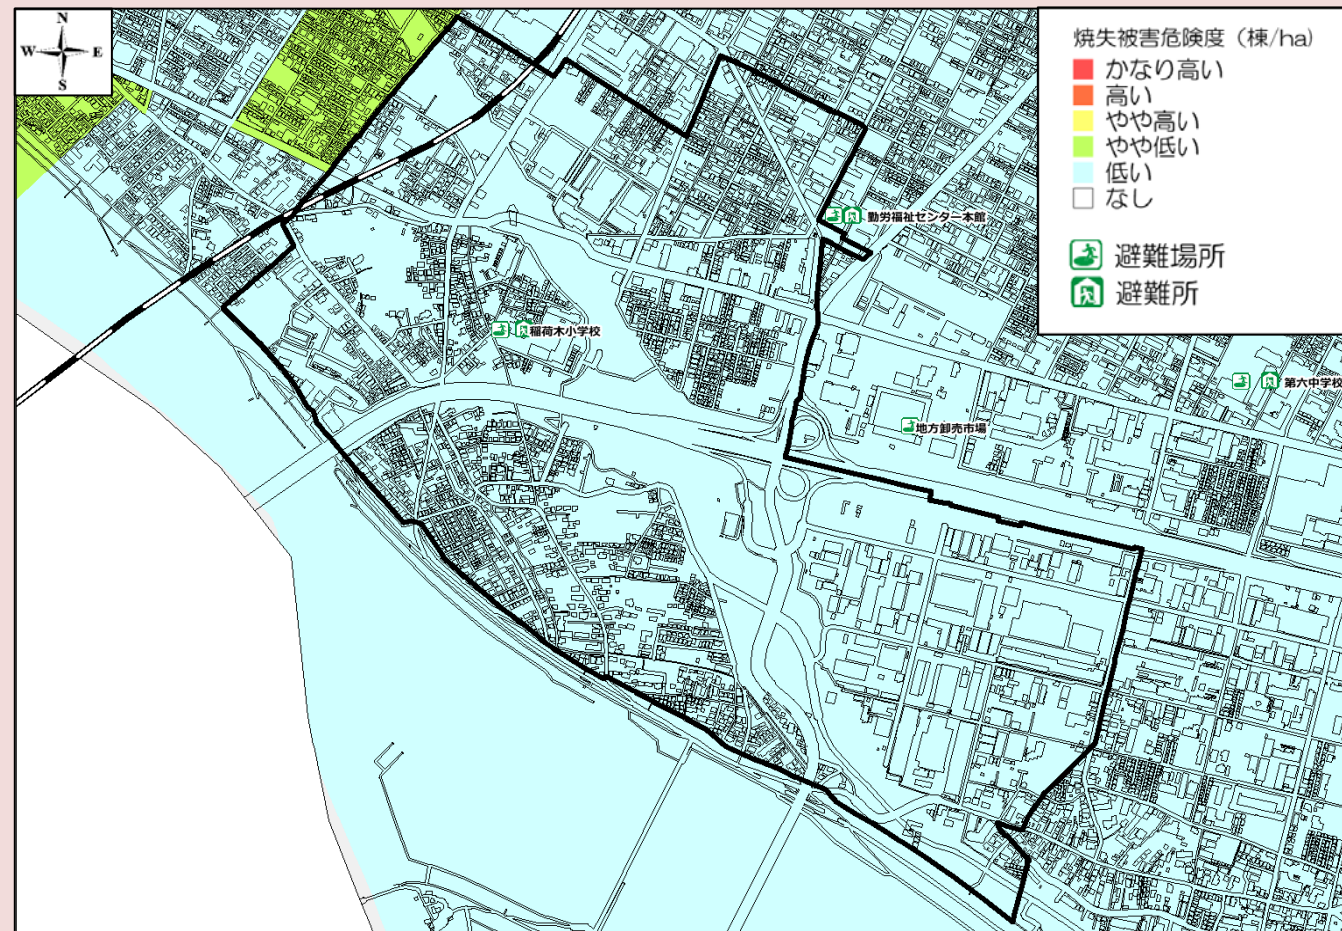 N
W E
S
焼失被害危険度（棟/ha）
かなり高い
高い
やや高い
やや低い
低い
なし
避難場所
避難所
勤労福祉センター本館
稲荷木小学校
第六中学校
地方卸売市場